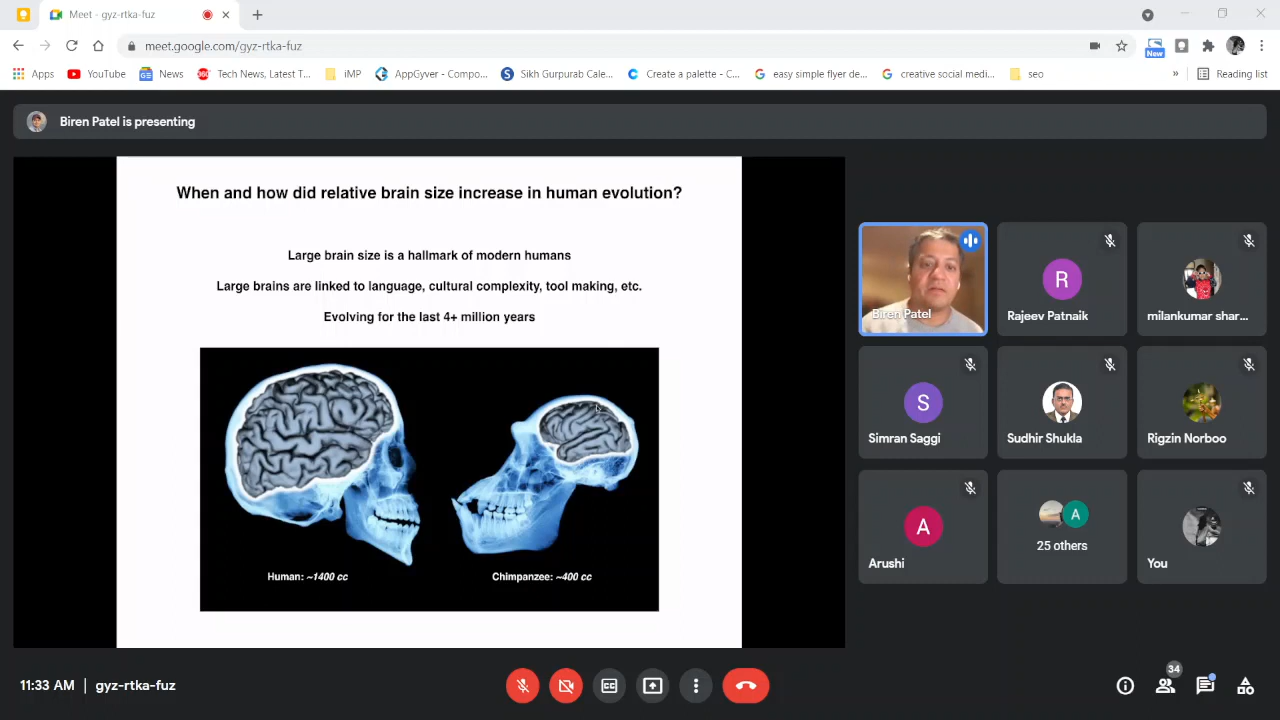 Meet - gyz-rtka-fuz
meet.google.com/gyz-rtka-fuz
New
Apps
YouTube
News
360
Tech News, Latest T...
iMP
AppGyver - Compo...
Sikh Gurpurab Cale...
Create a palette - C...
easy simple flyer de...
creative social medi...
seo
»
Reading list
Biren Patel is presenting
When and how did relative brain size increase in human evolution?
Large brain size is a hallmark of modern humans
Large brains are linked to language, cultural complexity, tool making, etc.
Evolving for the last 4+ million years
Human: ~1400 cc
Chimpanzee: ~400 cc
Biren Patel
R
Rajeev Patnaik
milankumar shar...
S
Simran Saggi
Sudhir Shukla
Rigzin Norboo
A
Arushi
A
25 others
You
11:33 AM | gyz-rtka-fuz
CC
34